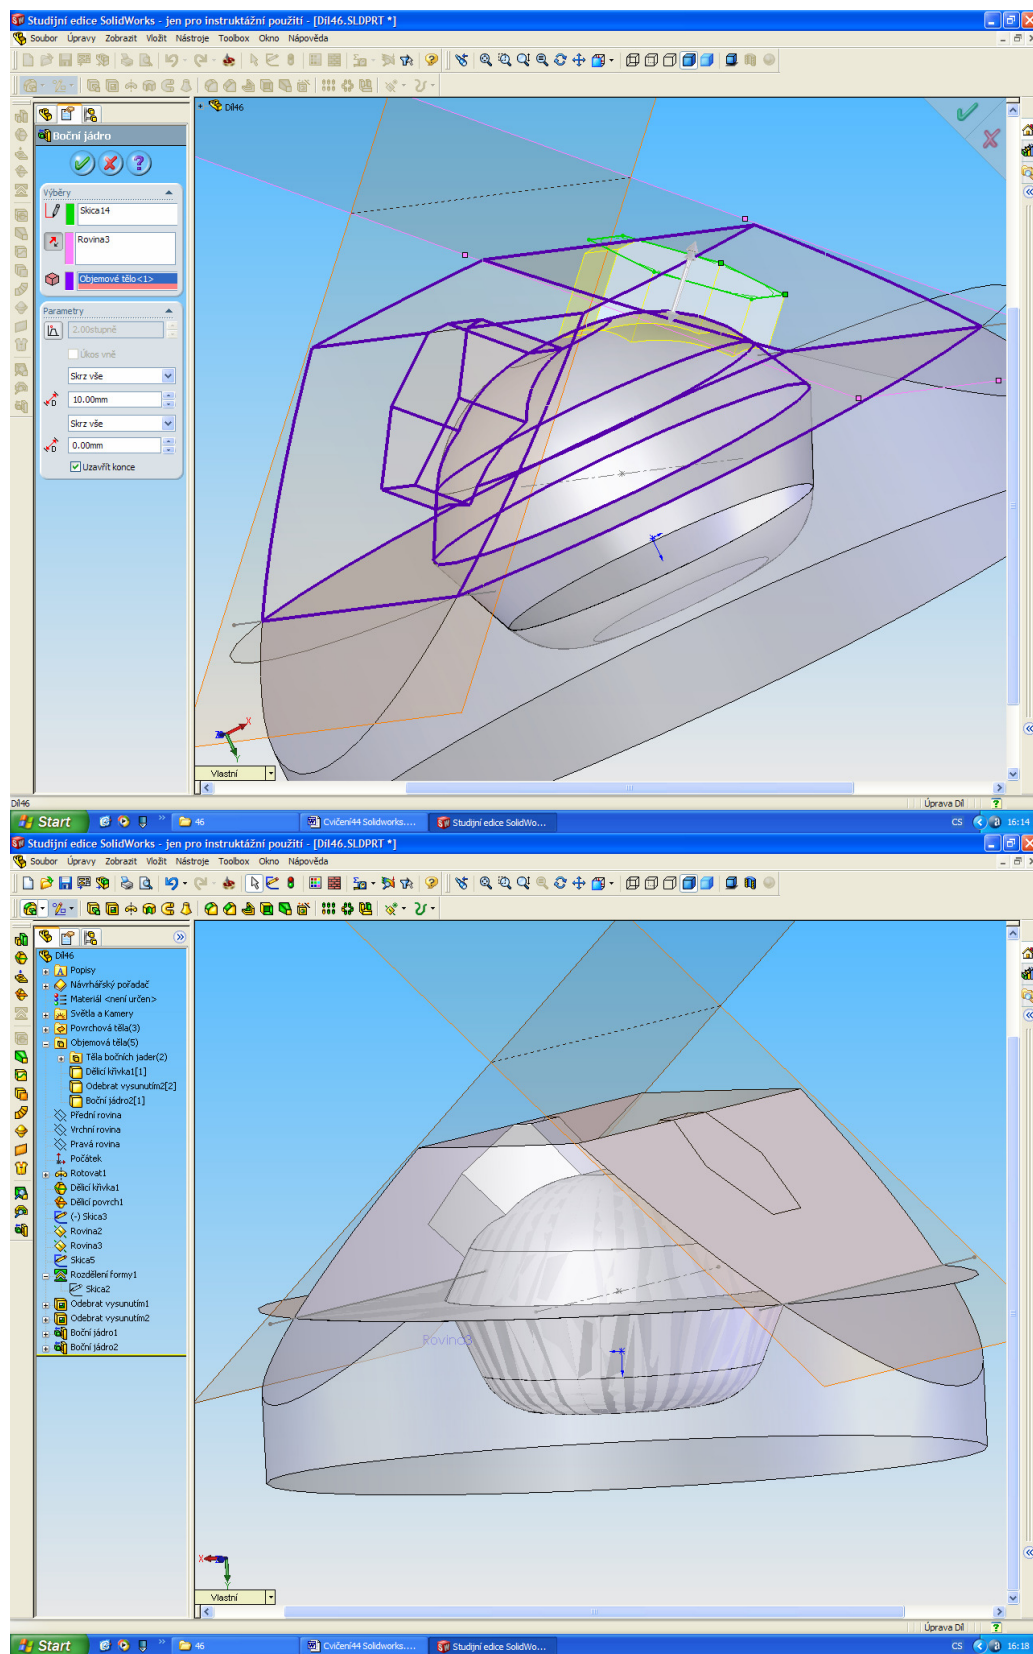 Studijní edice SolidWorks - jen pro instruktážní použití - [Díl46.SLDPRT *]
Soubor Úpravy Zobrazit Vložit Nástroje Toolbox Okno Nápověda
Díl46
Boční jádro
Výběry
Skica14
Rovina3
Objemové tělo<1>
Parametry
2.00stupně
Úkos vně
Skrz vše
10.00mm
Skrz vše
0.00mm
Uzavřít konce
X
Z
Y
Vlastní
Díl46
Úprava Díl
Start
46
Cvičení44 Solidworks....
Studijní edice SolidWo...
CS
16:14
Studijní edice SolidWorks - jen pro instruktážní použití - [Díl46.SLDPRT *]
Soubor Úpravy Zobrazit Vložit Nástroje Toolbox Okno Nápověda
Díl46
Popisy
Návrhářský pořadač
Materiál <není určen>
Světla a Kamery
Povrchová těla(3)
Objemová těla(5)
Těla bočních jader(2)
Dělicí křivka1[1]
Odebrat vysunutím2[2]
Boční jádro2[1]
Přední rovina
Vrchní rovina
Pravá rovina
Počátek
Rotovat1
Dělicí křivka1
Dělicí povrch1
(-) Skica3
Rovina2
Rovina3
Skica5
Rozdělení formy1
Skica2
Odebrat vysunutím1
Odebrat vysunutím2
Boční jádro1
Boční jádro2
Rovina3
X
Z
Y
Vlastní
Úprava Díl
Start
46
Cvičení44 Solidworks....
Studijní edice SolidWo...
CS
16:18